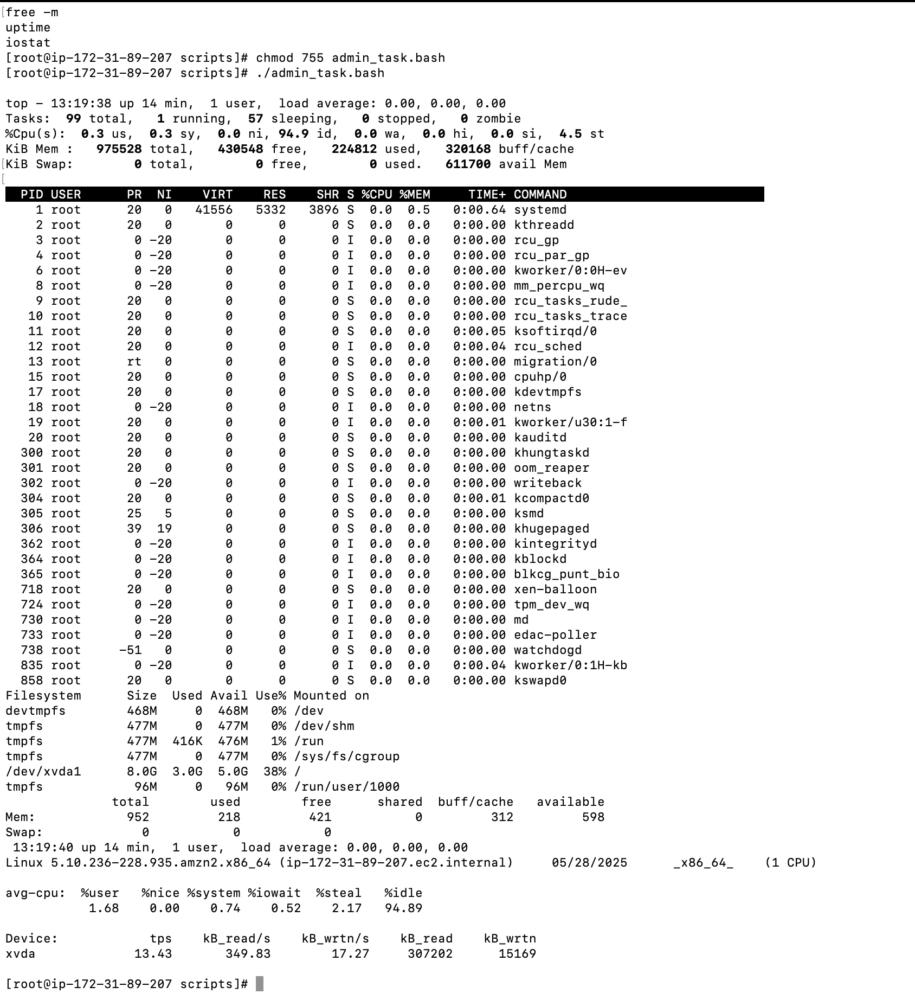 [free -m
uptime
iostat
[root@ip-172-31-89-207 scripts]# chmod 755 admin_task.bash
[root@ip-172-31-89-207 scripts]# ./admin_task.bash

top - 13:19:38 up 14 min,  1 user,  load average: 0.00, 0.00, 0.00
Tasks:  99 total,   1 running,  57 sleeping,   0 stopped,   0 zombie
%Cpu(s):  0.3 us,  0.3 sy,  0.0 ni, 94.9 id,  0.0 wa,  0.0 hi,  0.0 si,  4.5 st
KiB Mem :   975528 total,   430548 free,   224812 used,   320168 buff/cache
[KiB Swap:        0 total,        0 free,        0 used.   611700 avail Mem
[
  PID USER      PR  NI    VIRT    RES    SHR S %CPU %MEM     TIME+ COMMAND
    1 root      20   0   41556   5332   3896 S  0.0  0.5   0:00.64 systemd
    2 root      20   0       0      0      0 S  0.0  0.0   0:00.00 kthreadd
    3 root       0 -20       0      0      0 I  0.0  0.0   0:00.00 rcu_gp
    4 root       0 -20       0      0      0 I  0.0  0.0   0:00.00 rcu_par_gp
    6 root       0 -20       0      0      0 I  0.0  0.0   0:00.00 kworker/0:0H-ev
    8 root       0 -20       0      0      0 I  0.0  0.0   0:00.00 mm_percpu_wq
    9 root      20   0       0      0      0 S  0.0  0.0   0:00.00 rcu_tasks_rude_
   10 root      20   0       0      0      0 S  0.0  0.0   0:00.00 rcu_tasks_trace
   11 root      20   0       0      0      0 S  0.0  0.0   0:00.05 ksoftirqd/0
   12 root      20   0       0      0      0 I  0.0  0.0   0:00.04 rcu_sched
   13 root      rt   0       0      0      0 S  0.0  0.0   0:00.00 migration/0
   15 root      20   0       0      0      0 S  0.0  0.0   0:00.00 cpuhp/0
   17 root      20   0       0      0      0 S  0.0  0.0   0:00.00 kdevtmpfs
   18 root       0 -20       0      0      0 I  0.0  0.0   0:00.00 netns
   19 root      20   0       0      0      0 I  0.0  0.0   0:00.01 kworker/u30:1-f
   20 root      20   0       0      0      0 S  0.0  0.0   0:00.00 kauditd
  300 root      20   0       0      0      0 S  0.0  0.0   0:00.00 khungtaskd
  301 root      20   0       0      0      0 S  0.0  0.0   0:00.00 oom_reaper
  302 root       0 -20       0      0      0 I  0.0  0.0   0:00.00 writeback
  304 root      20   0       0      0      0 S  0.0  0.0   0:00.01 kcompactd0
  305 root      25   5       0      0      0 S  0.0  0.0   0:00.00 ksmd
  306 root      39  19       0      0      0 S  0.0  0.0   0:00.00 khugepaged
  362 root       0 -20       0      0      0 I  0.0  0.0   0:00.00 kintegrityd
  364 root       0 -20       0      0      0 I  0.0  0.0   0:00.00 kblockd
  365 root       0 -20       0      0      0 I  0.0  0.0   0:00.00 blkcg_punt_bio
  718 root      20   0       0      0      0 S  0.0  0.0   0:00.00 xen-balloon
  724 root       0 -20       0      0      0 I  0.0  0.0   0:00.00 tpm_dev_wq
  730 root       0 -20       0      0      0 I  0.0  0.0   0:00.00 md
  733 root       0 -20       0      0      0 I  0.0  0.0   0:00.00 edac-poller
  738 root     -51   0       0      0      0 S  0.0  0.0   0:00.00 watchdogd
  835 root       0 -20       0      0      0 I  0.0  0.0   0:00.04 kworker/0:1H-kb
  858 root      20   0       0      0      0 S  0.0  0.0   0:00.00 kswapd0
Filesystem      Size  Used Avail Use% Mounted on
devtmpfs        468M     0  468M   0% /dev
tmpfs           477M     0  477M   0% /dev/shm
tmpfs           477M  416K  476M   1% /run
tmpfs           477M     0  477M   0% /sys/fs/cgroup
/dev/xvda1      8.0G  3.0G  5.0G  38% /
tmpfs            96M     0   96M   0% /run/user/1000
              total        used        free      shared  buff/cache   available
Mem:            952         218         421           0         312         598
Swap:             0           0           0
 13:19:40 up 14 min,  1 user,  load average: 0.00, 0.00, 0.00
Linux 5.10.236-228.935.amzn2.x86_64 (ip-172-31-89-207.ec2.internal)     05/28/2025      _x86_64_    (1 CPU)

avg-cpu:  %user   %nice %system %iowait  %steal   %idle
           1.68    0.00    0.74    0.52    2.17   94.89

Device:            tps    kB_read/s    kB_wrtn/s    kB_read    kB_wrtn
xvda             13.43       349.83        17.27     307202      15169

[root@ip-172-31-89-207 scripts]#